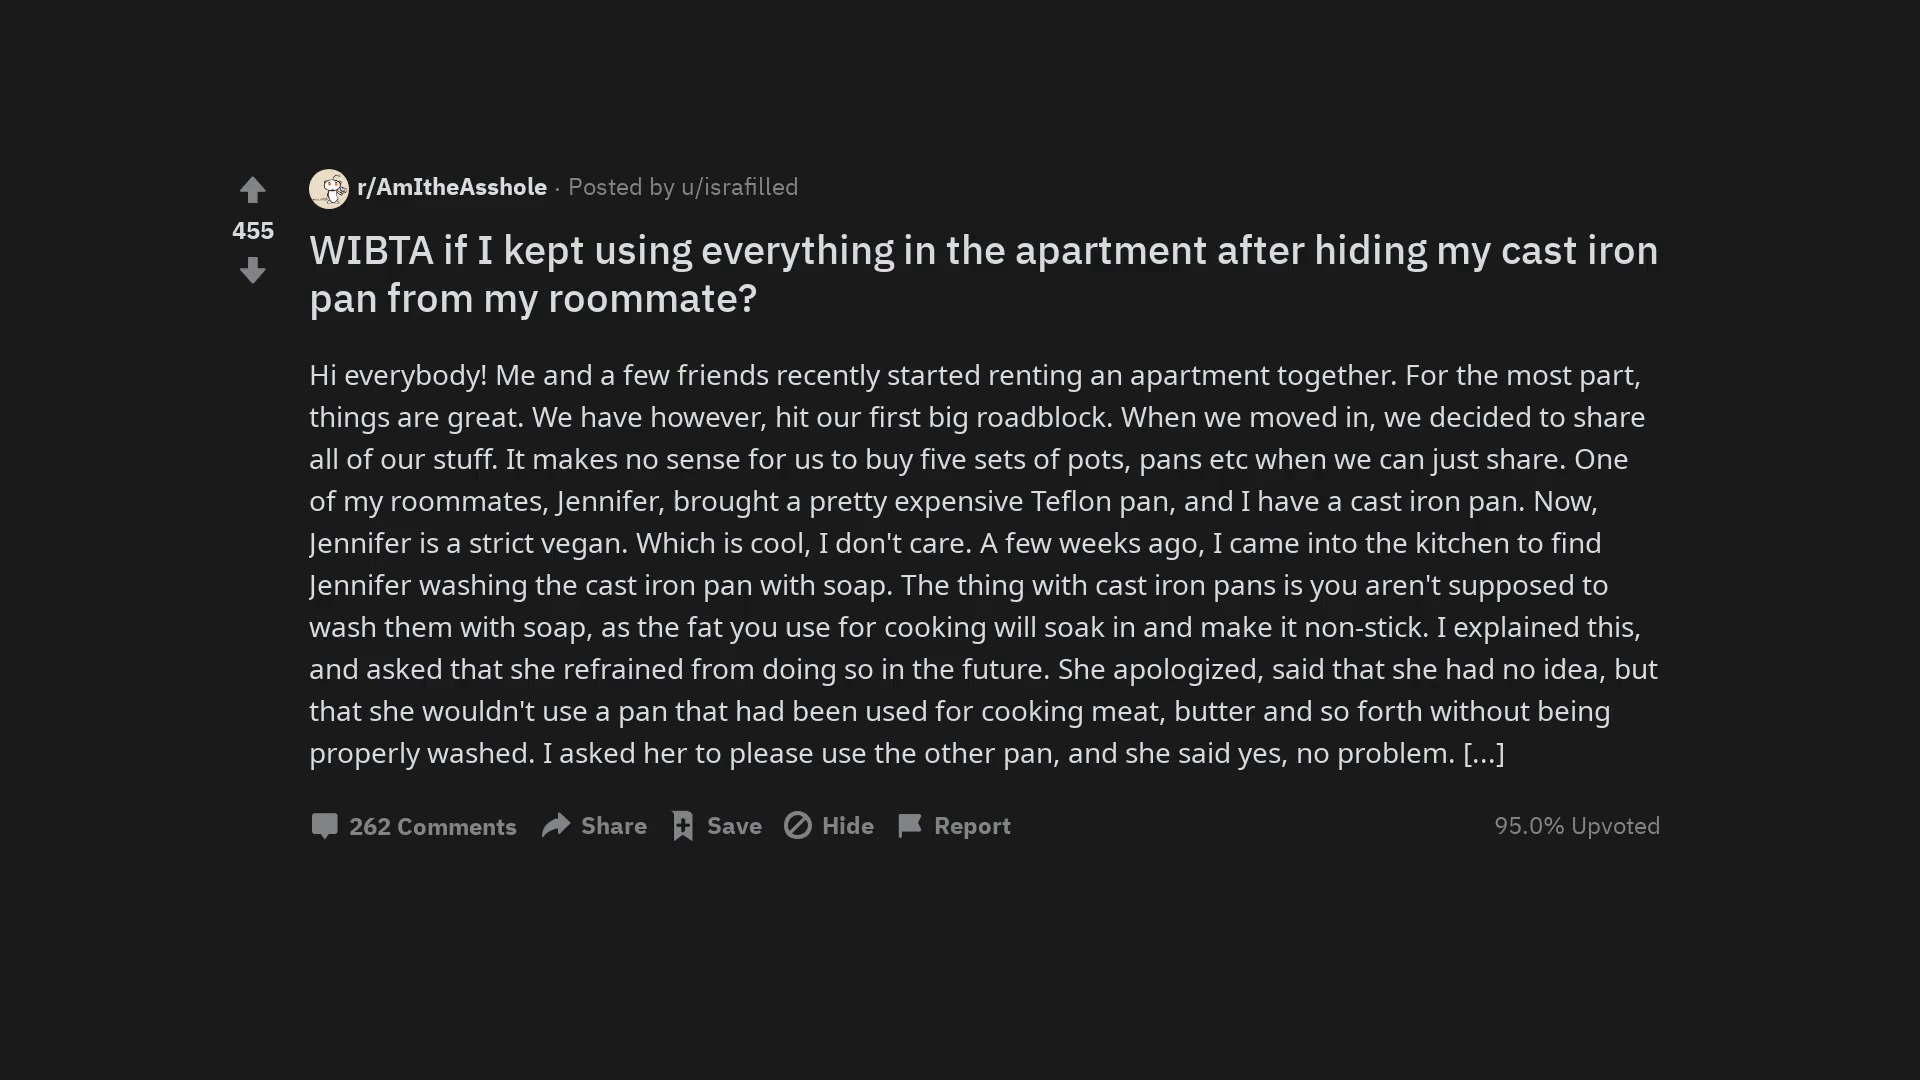 r/AmItheAsshole · Posted by u/israfilled
455
WIBTA if I kept using everything in the apartment after hiding my cast iron
pan from my roommate?
Hi everybody! Me and a few friends recently started renting an apartment together. For the most part,
things are great. We have however, hit our first big roadblock. When we moved in, we decided to share
all of our stuff. It makes no sense for us to buy five sets of pots, pans etc when we can just share. One
of my roommates, Jennifer, brought a pretty expensive Teflon pan, and I have a cast iron pan. Now,
Jennifer is a strict vegan. Which is cool, I don't care. A few weeks ago, I came into the kitchen to find
Jennifer washing the cast iron pan with soap. The thing with cast iron pans is you aren't supposed to
wash them with soap, as the fat you use for cooking will soak in and make it non-stick. I explained this,
and asked that she refrained from doing so in the future. She apologized, said that she had no idea, but
that she wouldn't use a pan that had been used for cooking meat, butter and so forth without being
properly washed. I asked her to please use the other pan, and she said yes, no problem. [...]
262 Comments Share Save Hide Report 95.0% Upvoted